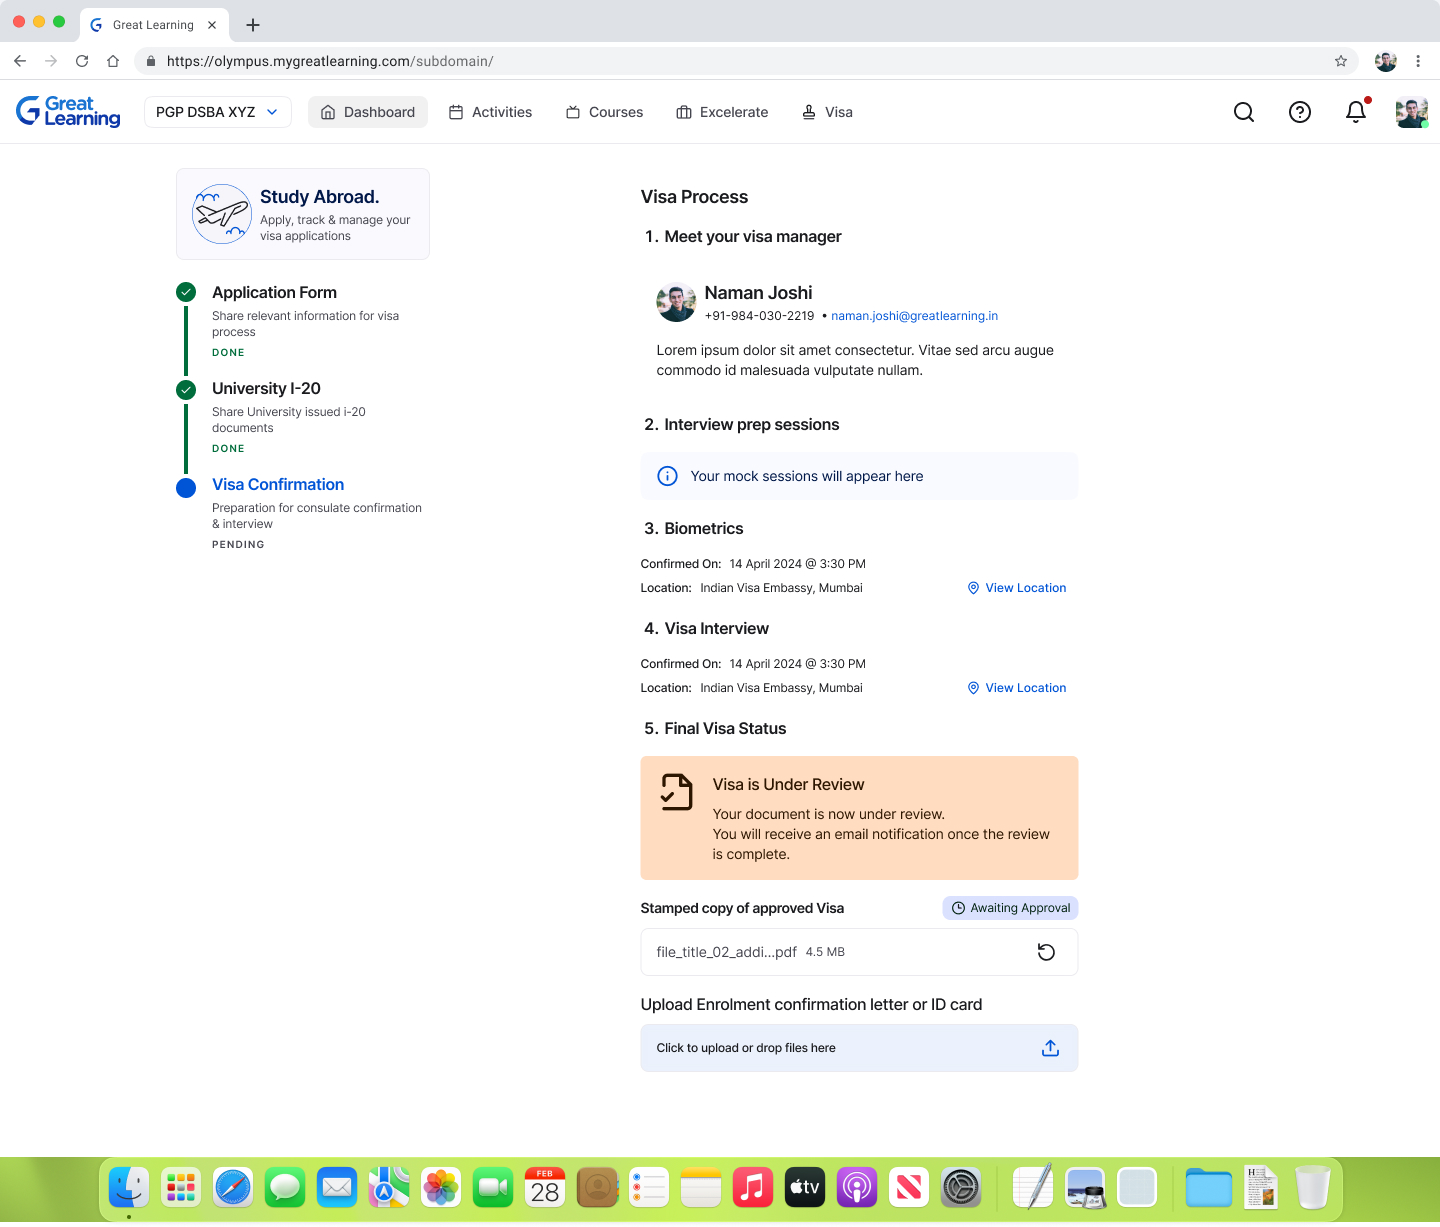 Great Learning
https://olympus.mygreatlearning.com/subdomain/
Great
Learning
PGP DSBA XYZ
Dashboard
Activities
Courses
Excelerate
Visa
Study Abroad.
Apply, track & manage your
visa applications
Application Form
Share relevant information for visa
process
DONE
University I-20
Share University issued i-20
documents
DONE
Visa Confirmation
Preparation for consulate confirmation
& interview
PENDING
Visa Process
1. Meet your visa manager
Naman Joshi
+91-984-030-2219 • naman.joshi@greatlearning.in
Lorem ipsum dolor sit amet consectetur. Vitae sed arcu augue
commodo id malesuada vulputate nullam.
2. Interview prep sessions
Your mock sessions will appear here
3. Biometrics
Confirmed On: 14 April 2024 @ 3:30 PM
Location: Indian Visa Embassy, Mumbai
View Location
4. Visa Interview
Confirmed On: 14 April 2024 @ 3:30 PM
Location: Indian Visa Embassy, Mumbai
View Location
5. Final Visa Status
Visa is Under Review
Your document is now under review.
You will receive an email notification once the review
is complete.
Stamped copy of approved Visa
Awaiting Approval
file_title_02_addi...pdf 4.5 MB
Upload Enrolment confirmation letter or ID card
Click to upload or drop files here
FEB
28
tv